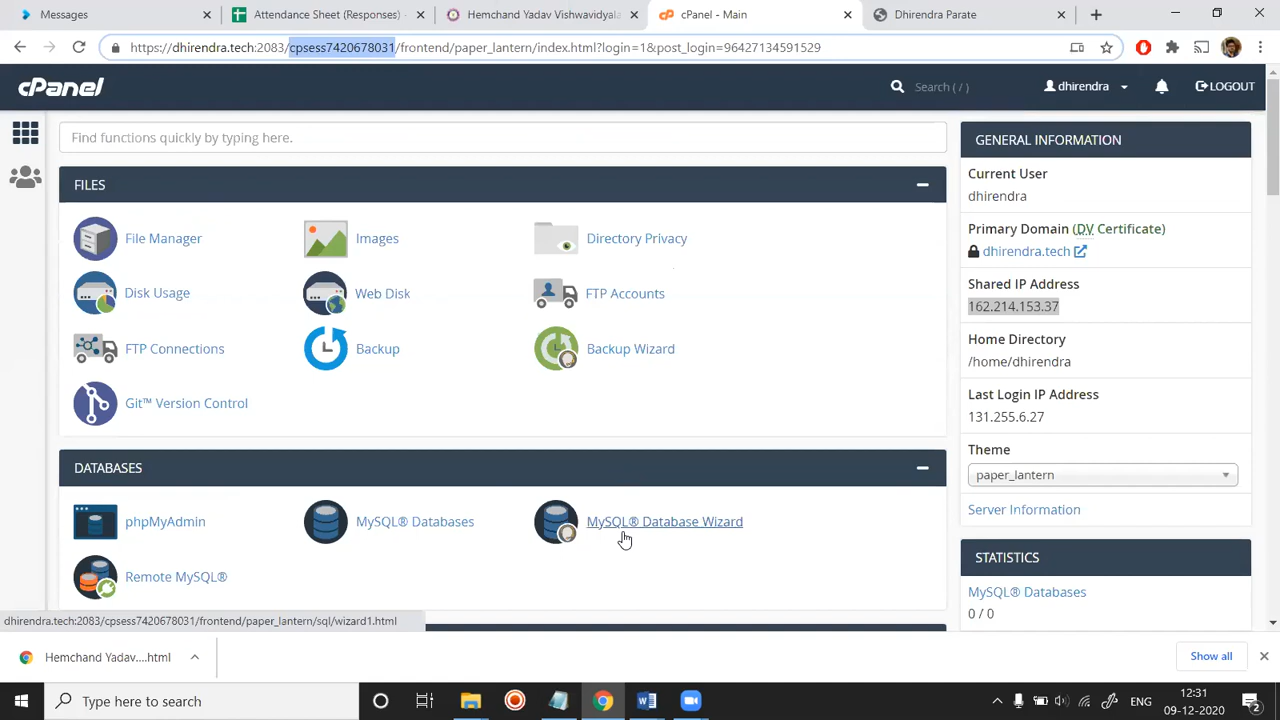 Messages
Attendance Sheet (Responses) -
Hemchand Yadav Vishwavidyala
cPanel - Main
Dhirendra Parate
https://dhirendra.tech:2083/cpsess7420678031/frontend/paper_lantern/index.html?login=1&post_login=96427134591529
cPanel
Search ( / )
dhirendra
LOGOUT
Find functions quickly by typing here.
FILES
File Manager
Images
Directory Privacy
Disk Usage
Web Disk
FTP Accounts
FTP Connections
Backup
Backup Wizard
Git™ Version Control
DATABASES
phpMyAdmin
MySQL® Databases
MySQL® Database Wizard
Remote MySQL®
GENERAL INFORMATION
Current User
dhirendra
Primary Domain (DV Certificate)
dhirendra.tech
Shared IP Address
162.214.153.37
Home Directory
/home/dhirendra
Last Login IP Address
131.255.6.27
Theme
paper_lantern
Server Information
STATISTICS
MySQL® Databases
0 / 0
dhirendra.tech:2083/cpsess7420678031/frontend/paper_lantern/sql/wizard1.html
Hemchand Yadav....html
Show all
Type here to search
ENG
12:31
09-12-2020
2